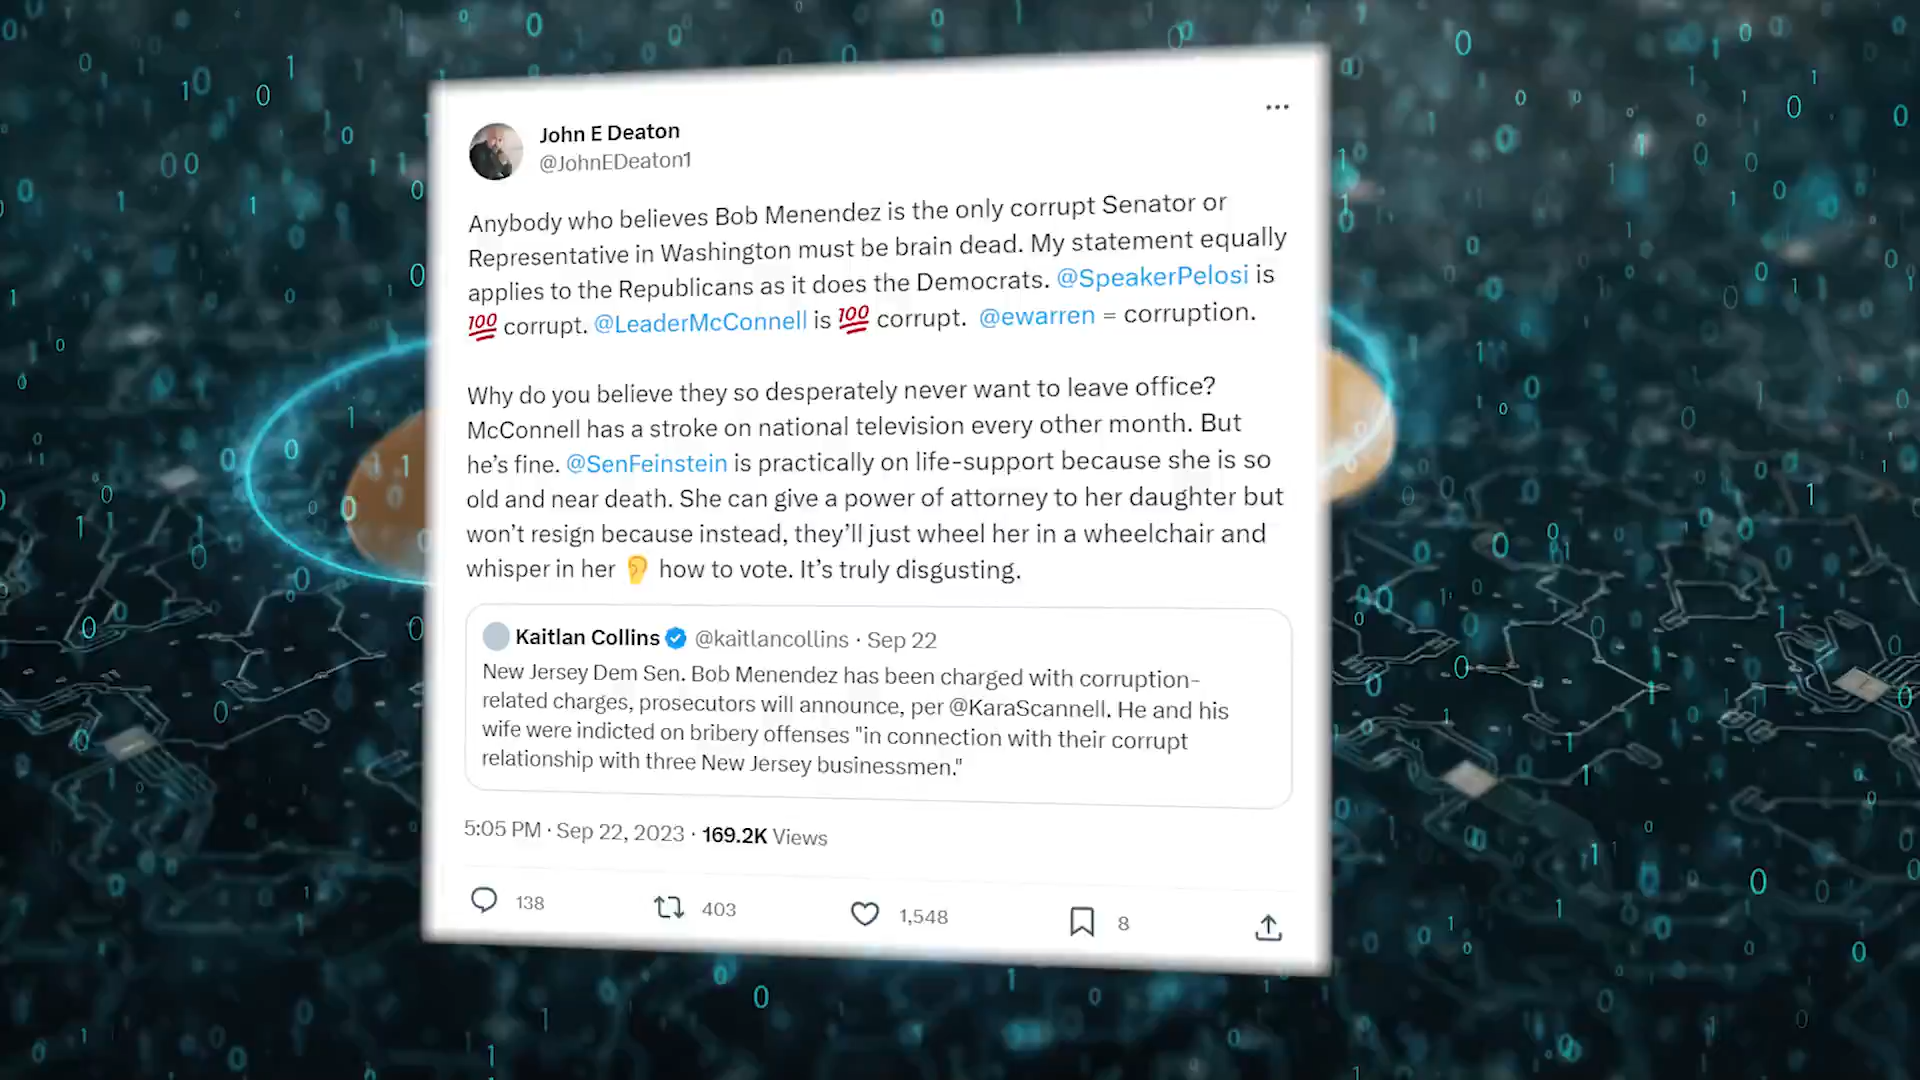 John E Deaton
@JohnEDeaton1
Anybody who believes Bob Menendez is the only corrupt Senator or
Representative in Washington must be brain dead. My statement equally
applies to the Republicans as it does the Democrats. @SpeakerPelosi is
💯 corrupt. @LeaderMcConnell is 💯 corrupt. @ewarren = corruption.
Why do you believe they so desperately never want to leave office?
McConnell has a stroke on national television every other month. But
he’s fine. @SenFeinstein is practically on life-support because she is so
old and near death. She can give a power of attorney to her daughter but
won’t resign because instead, they’ll just wheel her in a wheelchair and
whisper in her 👂 how to vote. It’s truly disgusting.
Kaitlan Collins @kaitlancollins · Sep 22
New Jersey Dem Sen. Bob Menendez has been charged with corruption-
related charges, prosecutors will announce, per @KaraScannell. He and his
wife were indicted on bribery offenses "in connection with their corrupt
relationship with three New Jersey businessmen."
5:05 PM · Sep 22, 2023 · 169.2K Views
138 403 1,548 8